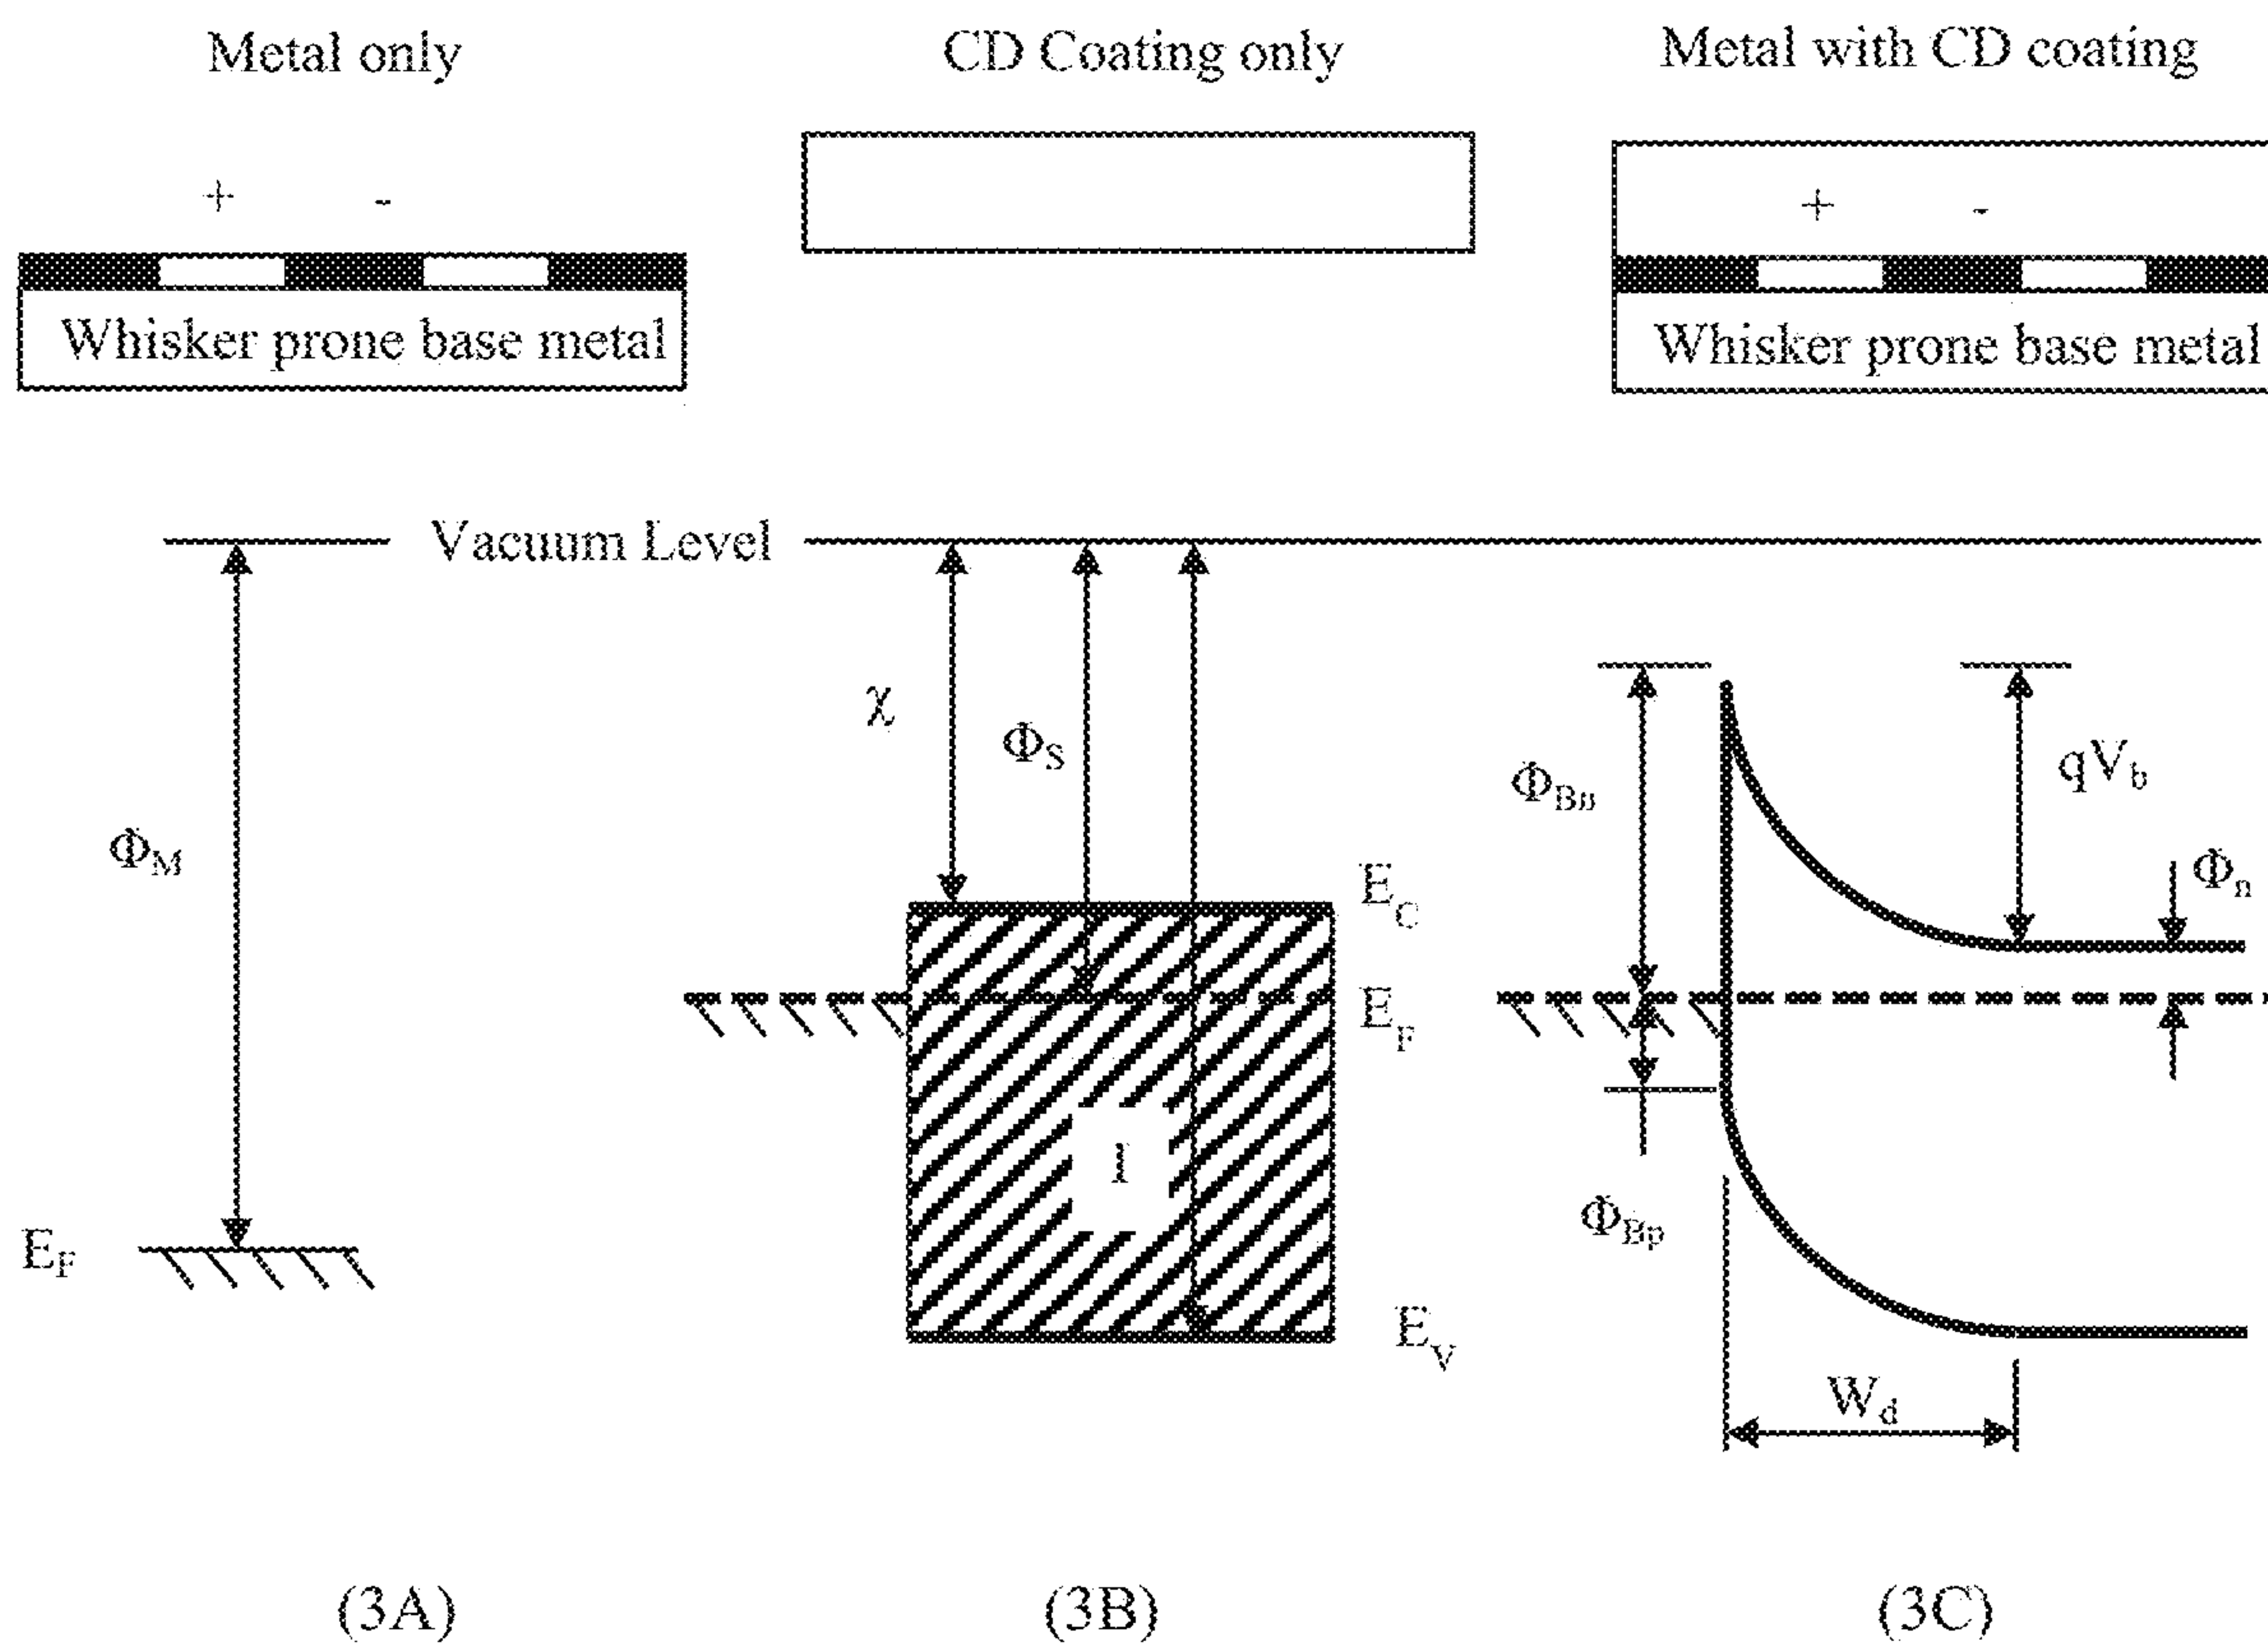 Metal only
CD Coating only
Metal with CD coating
+ -
+ -
Whisker prone base metal
Whisker prone base metal
Vacuum Level
χ
Φ_S
Φ_M
Φ_Bn
qV_b
Φ_n
E_C
E_F
I
Φ_Bp
E_F
E_V
W_d
(3A)
(3B)
(3C)